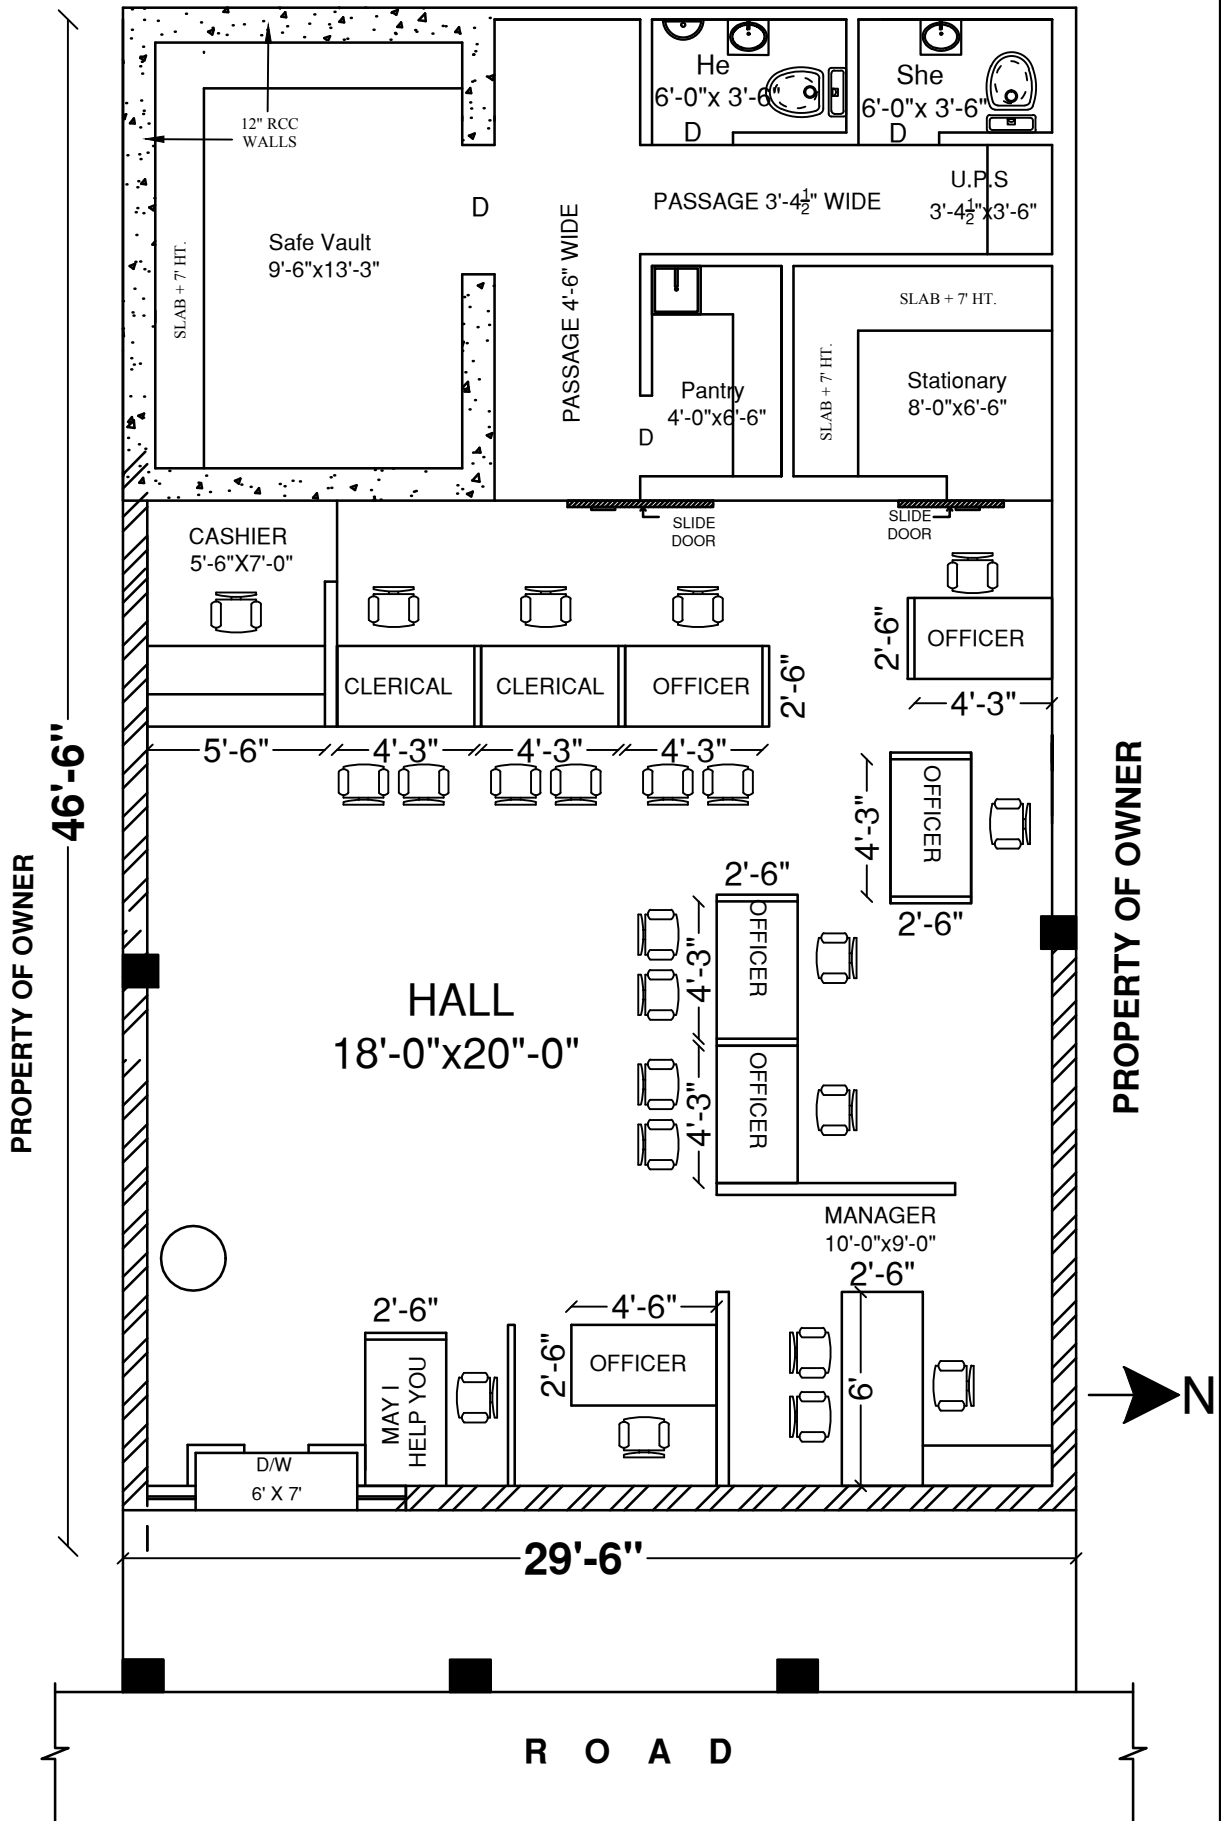 He
6'-0"x 3'-6
D
She
6'-0"x 3'-6"
D
12" RCC
WALLS
U.P.S
3'-4½"x3'-6"
PASSAGE 3'-4½" WIDE
D
Safe Vault
9'-6"x13'-3"
SLAB + 7' HT.
PASSAGE 4'-6" WIDE
SLAB + 7' HT.
SLAB + 7' HT.
Pantry
4'-0"x6'-6"
D
Stationary
8'-0"x6'-6"
SLIDE
DOOR
SLIDE
DOOR
CASHIER
5'-6"X7'-0"
2'-6"
OFFICER
4'-3"
CLERICAL
CLERICAL
OFFICER
2'-6"
5'-6"
4'-3"
4'-3"
4'-3"
46'-6"
PROPERTY OF OWNER
PROPERTY OF OWNER
4'-3"
OFFICER
2'-6"
2'-6"
4'-3"
OFFICER
4'-3"
OFFICER
HALL
18'-0"x20"-0"
MANAGER
10'-0"x9'-0"
2'-6"
6'
2'-6"
MAY I
HELP YOU
4'-6"
2'-6"
OFFICER
N
D/W
6' X 7'
29'-6"
R O A D